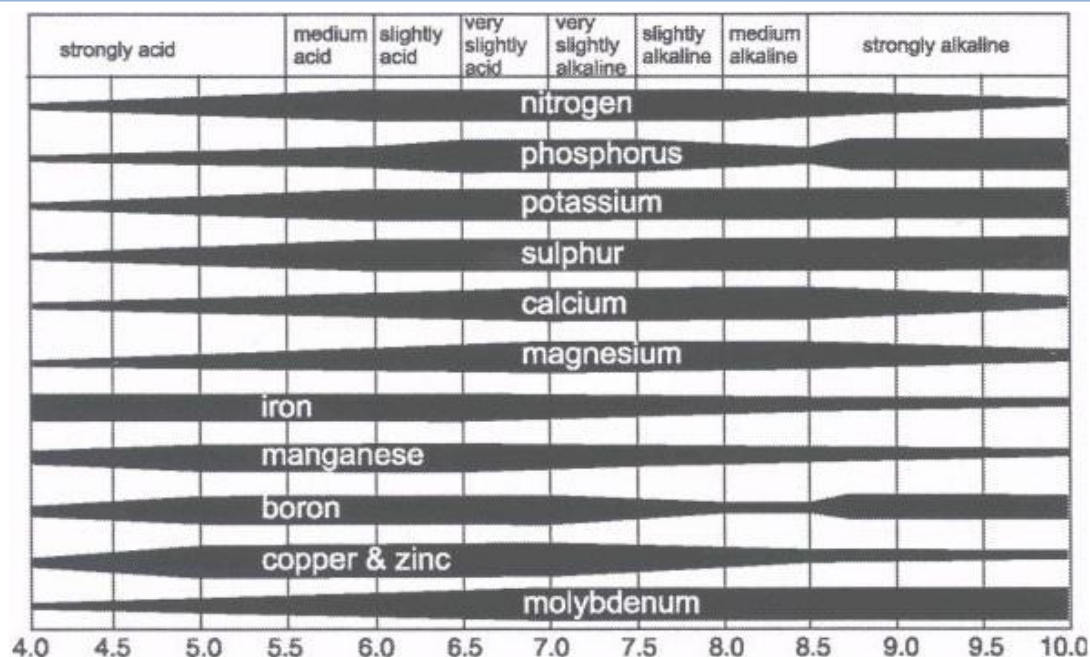 strongly acid
medium
acid
slightly
acid
very
slightly
acid
very
slightly
alkaline
slightly
alkaline
medium
alkaline
strongly alkaline
nitrogen
phosphorus
potassium
sulphur
calcium
magnesium
iron
manganese
boron
copper & zinc
molybdenum
4.0 4.5 5.0 5.5 6.0 6.5 7.0 7.5 8.0 8.5 9.0 9.5 10.0